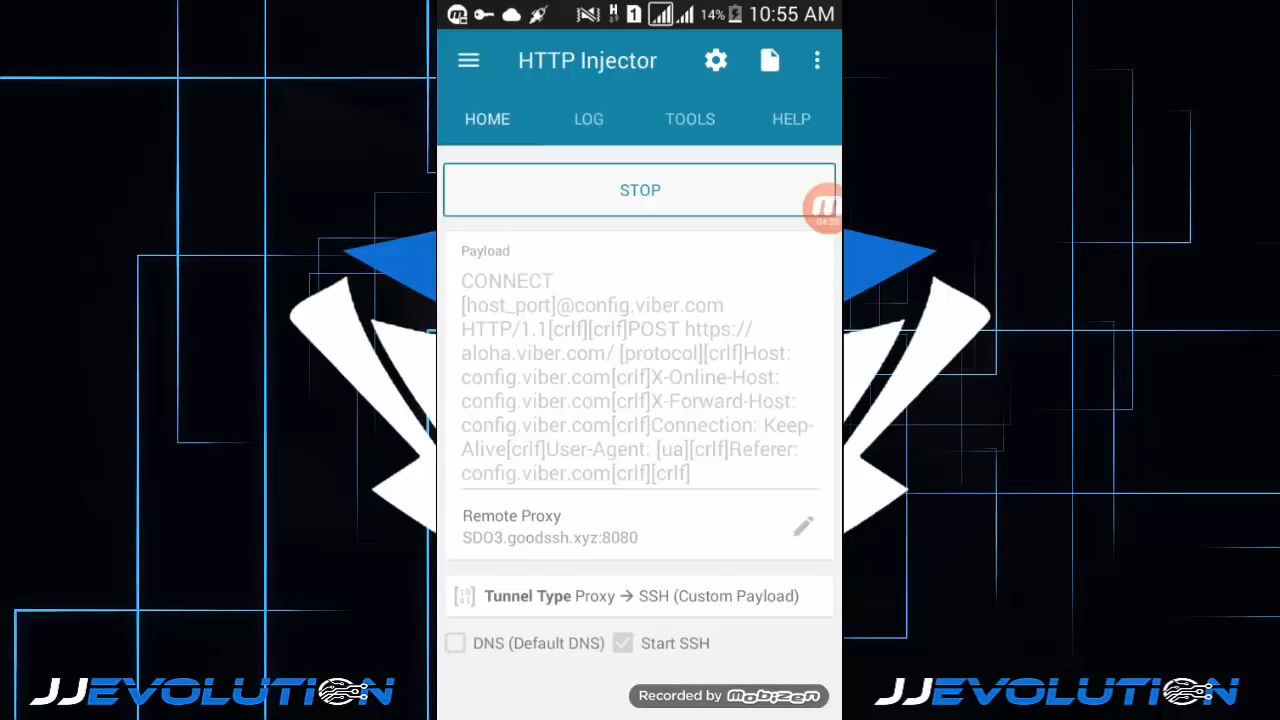 14% 10:55 AM
HTTP Injector
HOME LOG TOOLS HELP
STOP
04:25
Payload
CONNECT
[host_port]@config.viber.com
HTTP/1.1[crlf][crlf]POST https://
aloha.viber.com/ [protocol][crlf]Host:
config.viber.com[crlf]X-Online-Host:
config.viber.com[crlf]X-Forward-Host:
config.viber.com[crlf]Connection: Keep-
Alive[crlf]User-Agent: [ua][crlf]Referer:
config.viber.com[crlf][crlf]
Remote Proxy
SDO3.goodssh.xyz:8080
Tunnel Type Proxy → SSH (Custom Payload)
DNS (Default DNS) Start SSH
Recorded by mobizen
JJEVOLUTION JJEVOLUTION